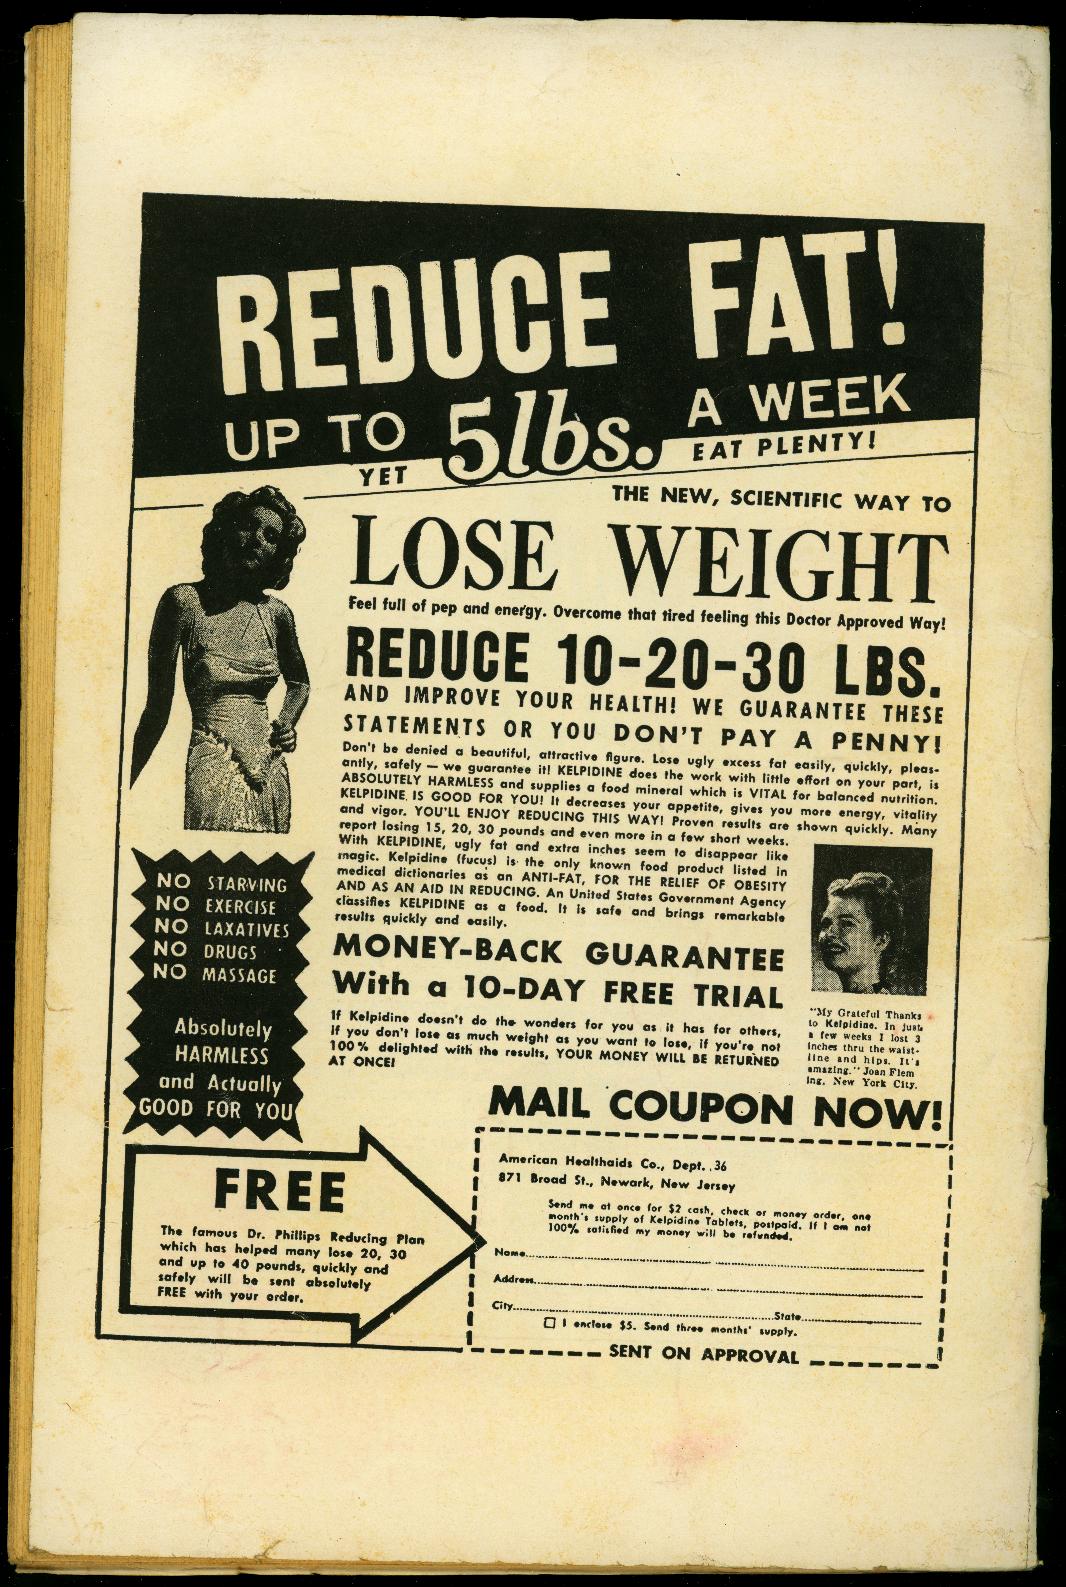 REDUCE FAT!
UP TO 5lbs. A WEEK
YET EAT PLENTY!
THE NEW, SCIENTIFIC WAY TO
LOSE WEIGHT
Feel full of pep and energy. Overcome that tired feeling this Doctor Approved Way!
REDUCE 10-20-30 LBS.
AND IMPROVE YOUR HEALTH! WE GUARANTEE THESE
STATEMENTS OR YOU DON'T PAY A PENNY!
Don't be denied a beautiful, attractive figure. Lose ugly excess fat easily, quickly, pleas-
antly, safely — we guarantee it! KELPIDINE does the work with little effort on your part, is
ABSOLUTELY HARMLESS and supplies a food mineral which is VITAL for balanced nutrition.
KELPIDINE IS GOOD FOR YOU! It decreases your appetite, gives you more energy, vitality
and vigor. YOU'LL ENJOY REDUCING THIS WAY! Proven results are shown quickly. Many
report losing 15, 20, 30 pounds and even more in a few short weeks.
With KELPIDINE, ugly fat and extra inches seem to disappear like
magic. Kelpidine (fucus) is the only known food product listed in
medical dictionaries as an ANTI-FAT, FOR THE RELIEF OF OBESITY
AND AS AN AID IN REDUCING. An United States Government Agency
classifies KELPIDINE as a food. It is safe and brings remarkable
results quickly and easily.
NO STARVING
NO EXERCISE
NO LAXATIVES
NO DRUGS
NO MASSAGE
Absolutely
HARMLESS
and Actually
GOOD FOR YOU
MONEY-BACK GUARANTEE
With a 10-DAY FREE TRIAL
If Kelpidine doesn't do the wonders for you as it has for others,
if you don't lose as much weight as you want to lose, if you're not
100% delighted with the results, YOUR MONEY WILL BE RETURNED
AT ONCE!
"My Grateful Thanks
to Kelpidine. In just
a few weeks I lost 3
inches thru the waist-
line and hips. It's
amazing." Joan Flem
ing, New York City.
MAIL COUPON NOW!
FREE
The famous Dr. Phillips Reducing Plan
which has helped many lose 20, 30
and up to 40 pounds, quickly and
safely will be sent absolutely
FREE with your order.
American Healthaids Co., Dept. 36
871 Broad St., Newark, New Jersey
Send me at once for $2 cash, check or money order, one
month's supply of Kelpidine Tablets, postpaid. If I am not
100% satisfied my money will be refunded.
Name
Address
City State
I enclose $5. Send three months' supply.
SENT ON APPROVAL